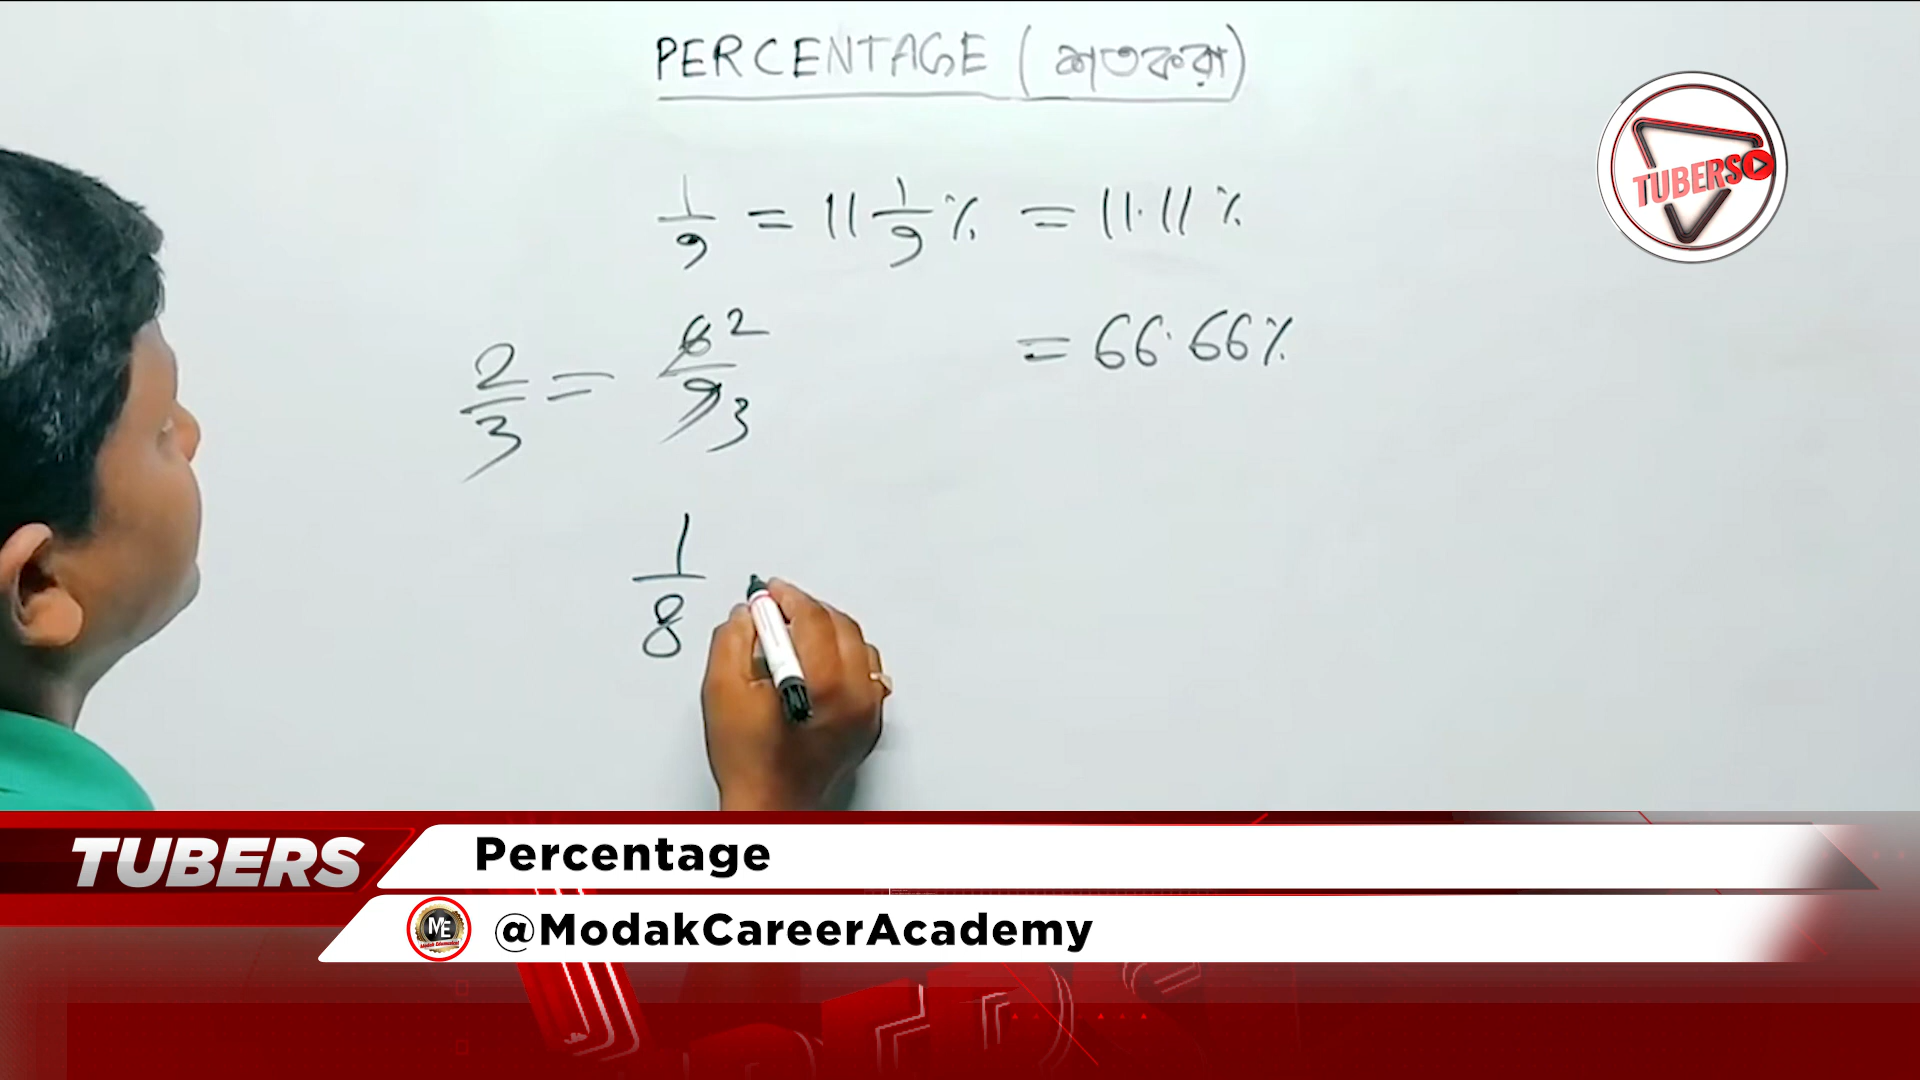 PERCENTAGE (শতকরা)
TUBERS
1/9 = 11 1/9 % = 11.11 %
2/3 = 6/9 2/3 = 66.66%
1/8
TUBERS
Percentage
ME
@ModakCareerAcademy